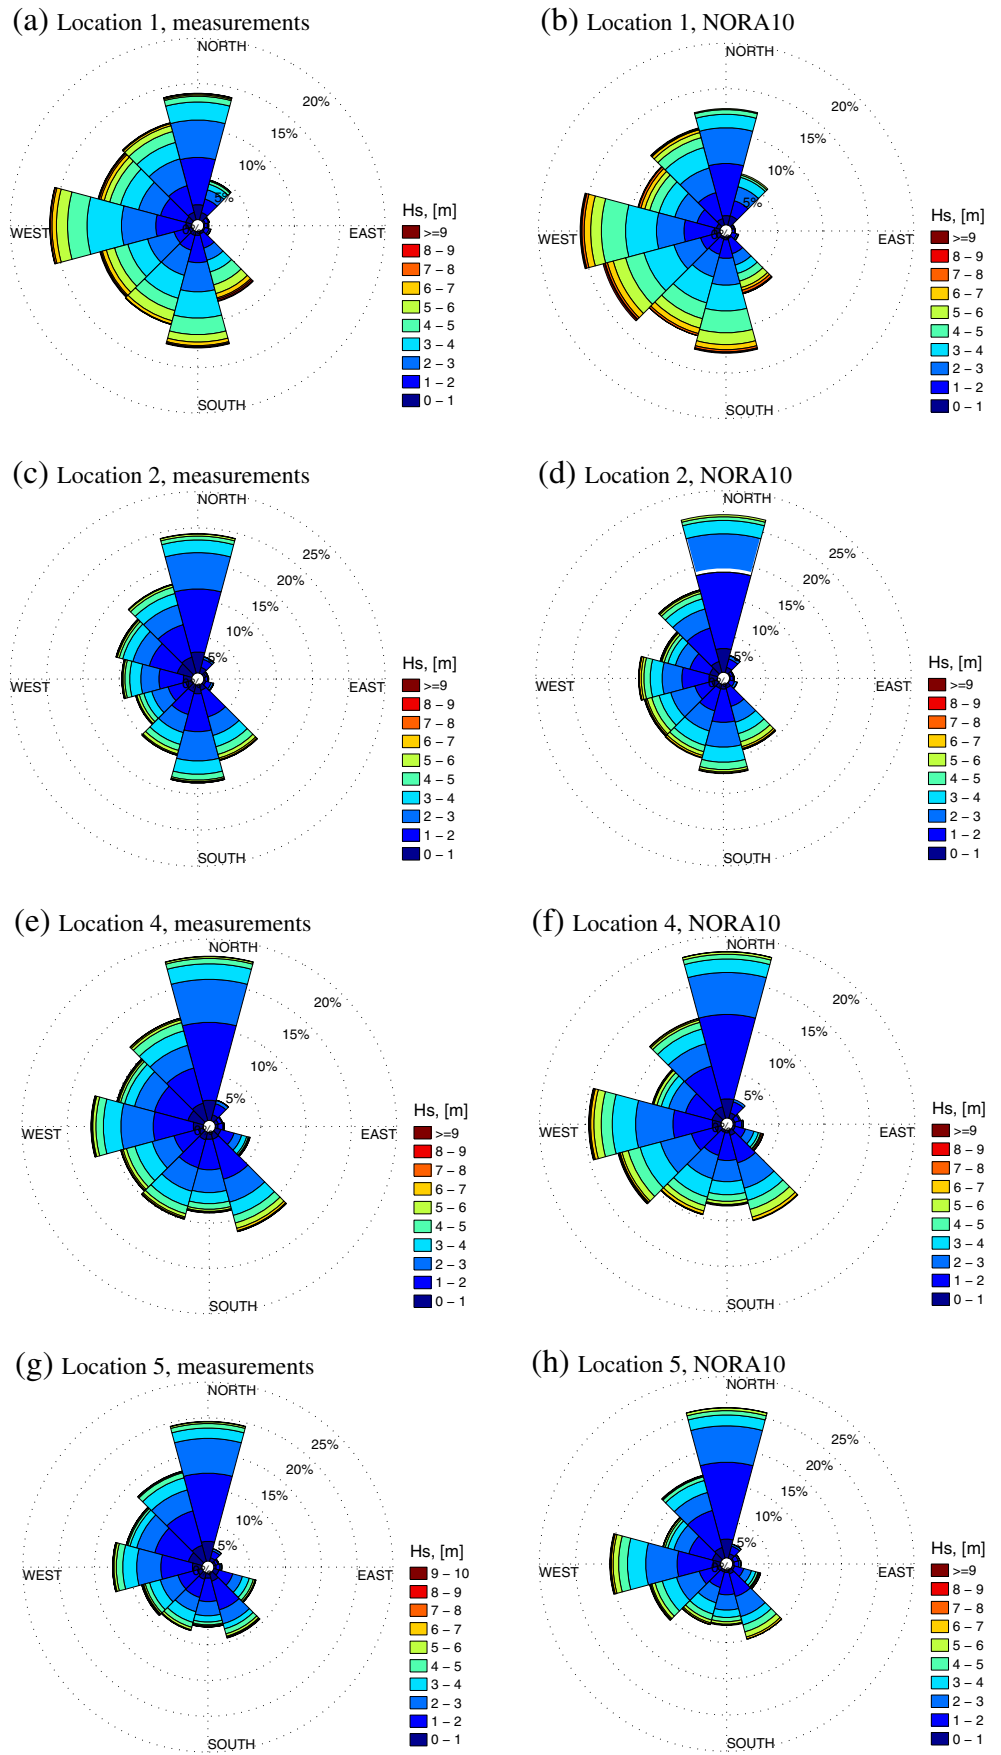 (a) Location 1, measurements
NORTH
20%
15%
10%
5%
WEST
EAST
SOUTH
Hs, [m]
>=9
8 – 9
7 – 8
6 – 7
5 – 6
4 – 5
3 – 4
2 – 3
1 – 2
0 – 1
(b) Location 1, NORA10
NORTH
20%
15%
10%
5%
WEST
EAST
SOUTH
Hs, [m]
>=9
8 – 9
7 – 8
6 – 7
5 – 6
4 – 5
3 – 4
2 – 3
1 – 2
0 – 1
(c) Location 2, measurements
NORTH
25%
20%
15%
10%
5%
WEST
EAST
SOUTH
Hs, [m]
>=9
8 – 9
7 – 8
6 – 7
5 – 6
4 – 5
3 – 4
2 – 3
1 – 2
0 – 1
(d) Location 2, NORA10
NORTH
25%
20%
15%
10%
5%
WEST
EAST
SOUTH
Hs, [m]
>=9
8 – 9
7 – 8
6 – 7
5 – 6
4 – 5
3 – 4
2 – 3
1 – 2
0 – 1
(e) Location 4, measurements
NORTH
20%
15%
10%
5%
WEST
EAST
SOUTH
Hs, [m]
>=9
8 – 9
7 – 8
6 – 7
5 – 6
4 – 5
3 – 4
2 – 3
1 – 2
0 – 1
(f) Location 4, NORA10
NORTH
20%
15%
10%
5%
WEST
EAST
SOUTH
Hs, [m]
>=9
8 – 9
7 – 8
6 – 7
5 – 6
4 – 5
3 – 4
2 – 3
1 – 2
0 – 1
(g) Location 5, measurements
NORTH
25%
20%
15%
10%
5%
WEST
EAST
SOUTH
Hs, [m]
9 – 10
8 – 9
7 – 8
6 – 7
5 – 6
4 – 5
3 – 4
2 – 3
1 – 2
0 – 1
(h) Location 5, NORA10
NORTH
25%
20%
15%
10%
5%
WEST
EAST
SOUTH
Hs, [m]
>=9
8 – 9
7 – 8
6 – 7
5 – 6
4 – 5
3 – 4
2 – 3
1 – 2
0 – 1